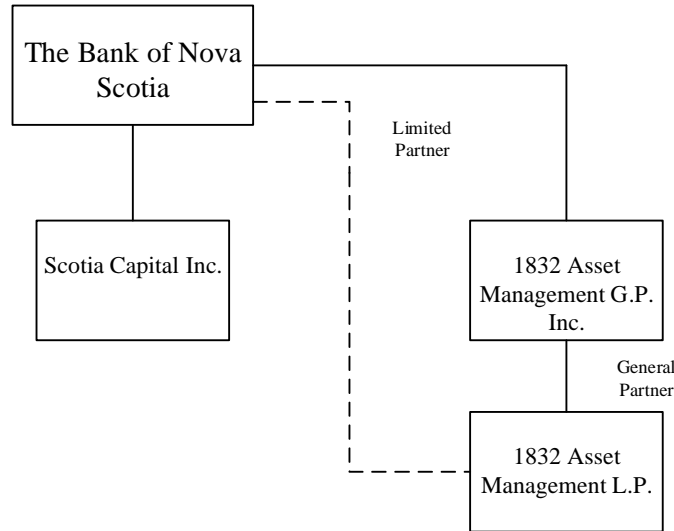 The Bank of Nova
Scotia
Limited
Partner
Scotia Capital Inc.
1832 Asset
Management G.P.
Inc.
General
Partner
1832 Asset
Management L.P.